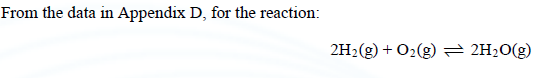 From the data in Appendix D, for the reaction:
2H₂(g) + O₂(g) ⇌ 2H₂O(g)